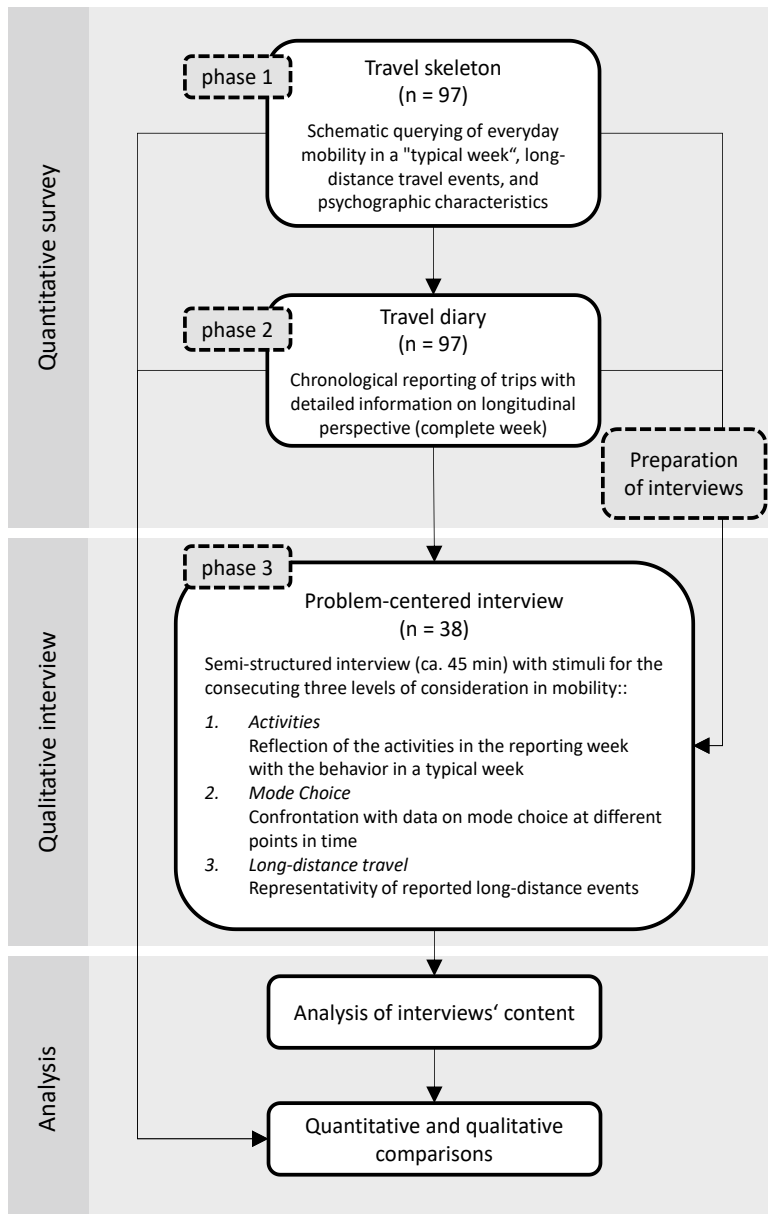 Quantitative survey
phase 1
Travel skeleton
(n = 97)
Schematic querying of everyday
mobility in a "typical week“, long-
distance travel events, and
psychographic characteristics
phase 2
Travel diary
(n = 97)
Chronological reporting of trips with
detailed information on longitudinal
perspective (complete week)
Preparation
of interviews
Qualitative interview
phase 3
Problem-centered interview
(n = 38)
Semi-structured interview (ca. 45 min) with stimuli for the
consecuting three levels of consideration in mobility::
1. Activities
Reflection of the activities in the reporting week
with the behavior in a typical week
2. Mode Choice
Confrontation with data on mode choice at different
points in time
3. Long-distance travel
Representativity of reported long-distance events
Analysis
Analysis of interviews‘ content
Quantitative and qualitative
comparisons